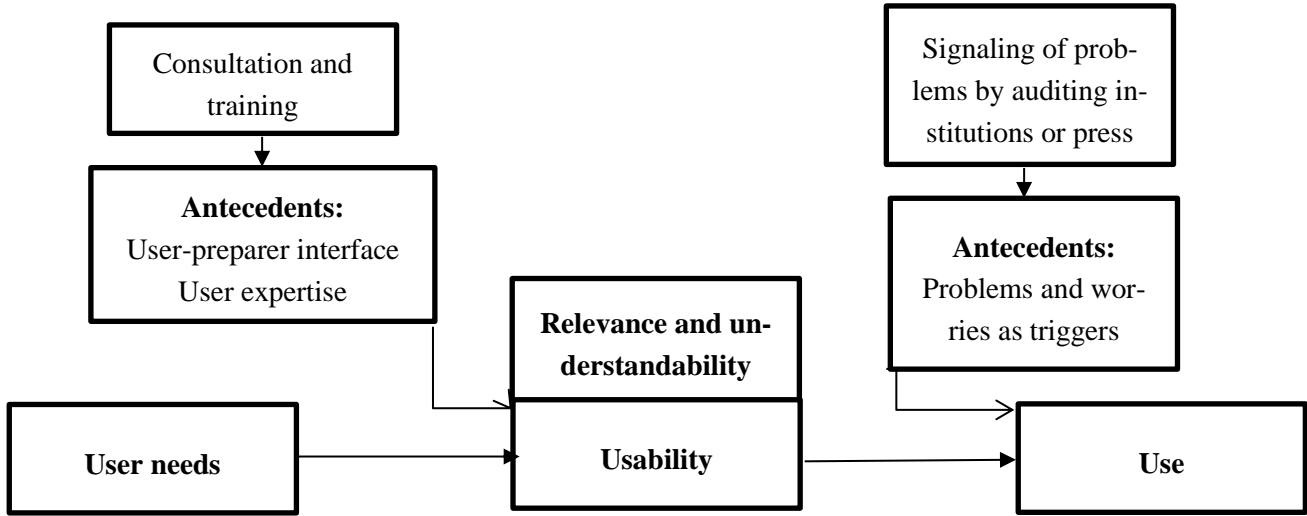 Consultation and
training
Signaling of prob-
lems by auditing in-
stitutions or press
Antecedents:
User-preparer interface
User expertise
Antecedents:
Problems and wor-
ries as triggers
Relevance and un-
derstandability
User needs
Usability
Use